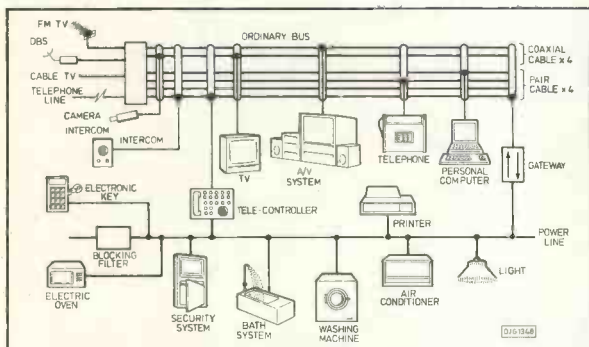 FM TV
ORDINARY BUS
DBS
COAXIAL
CABLE x 4
CABLE TV
PAIR
CABLE x 4
TELEPHONE
LINE
CAMERA
INTERCOM
INTERCOM
TV
A/V
SYSTEM
TELEPHONE
PERSONAL
COMPUTER
GATEWAY
ELECTRONIC
KEY
TELE-CONTROLLER
PRINTER
POWER
LINE
BLOCKING
FILTER
ELECTRIC
OVEN
SECURITY
SYSTEM
BATH
SYSTEM
WASHING
MACHINE
AIR
CONDITIONER
LIGHT